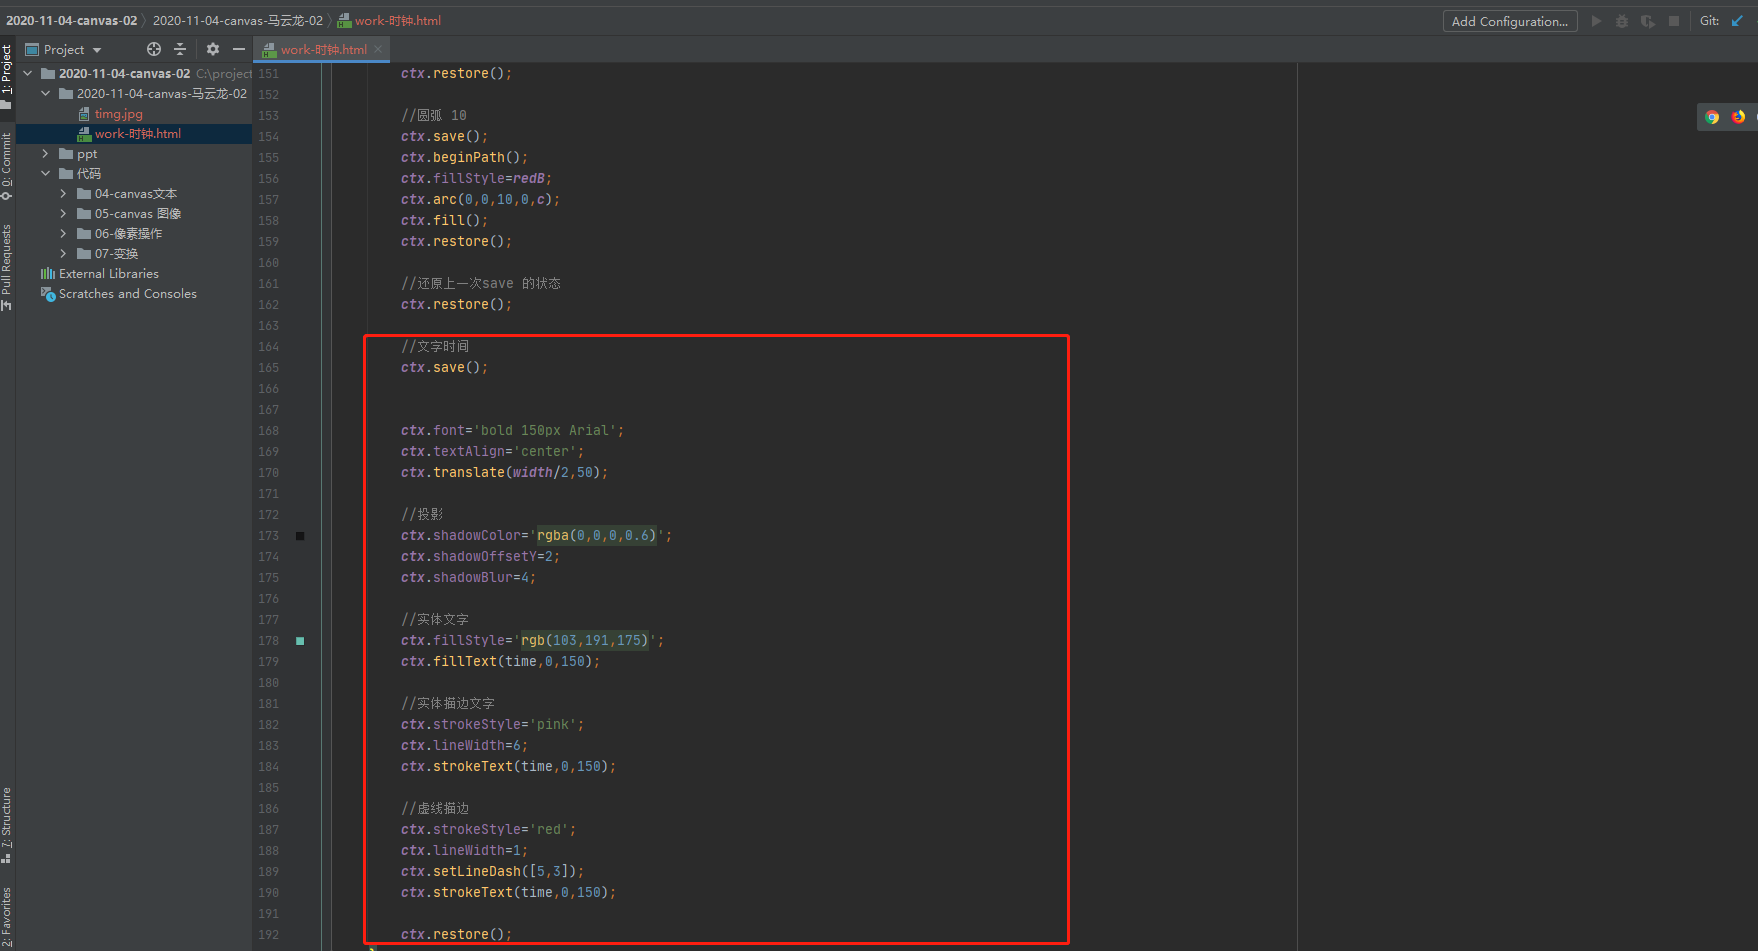 2020-11-04-canvas-02 2020-11-04-canvas-马云龙-02 work-时钟.html Add Configuration... Git:
Project work-时钟.html
1: Project
0: Commit
Pull Requests
7: Structure
2: Favorites
2020-11-04-canvas-02 C:\project
2020-11-04-canvas-马云龙-02
timg.jpg
work-时钟.html
ppt
代码
04-canvas文本
05-canvas 图像
06-像素操作
07-变换
External Libraries
Scratches and Consoles
151 ctx.restore();
152
153 //圆弧 10
154 ctx.save();
155 ctx.beginPath();
156 ctx.fillStyle=redB;
157 ctx.arc(0,0,10,0,c);
158 ctx.fill();
159 ctx.restore();
160
161 //还原上一次save 的状态
162 ctx.restore();
163
164 //文字时间
165 ctx.save();
166
167
168 ctx.font='bold 150px Arial';
169 ctx.textAlign='center';
170 ctx.translate(width/2,50);
171
172 //投影
173 ctx.shadowColor='rgba(0,0,0,0.6)';
174 ctx.shadowOffsetY=2;
175 ctx.shadowBlur=4;
176
177 //实体文字
178 ctx.fillStyle='rgb(103,191,175)';
179 ctx.fillText(time,0,150);
180
181 //实体描边文字
182 ctx.strokeStyle='pink';
183 ctx.lineWidth=6;
184 ctx.strokeText(time,0,150);
185
186 //虚线描边
187 ctx.strokeStyle='red';
188 ctx.lineWidth=1;
189 ctx.setLineDash([5,3]);
190 ctx.strokeText(time,0,150);
191
192 ctx.restore();